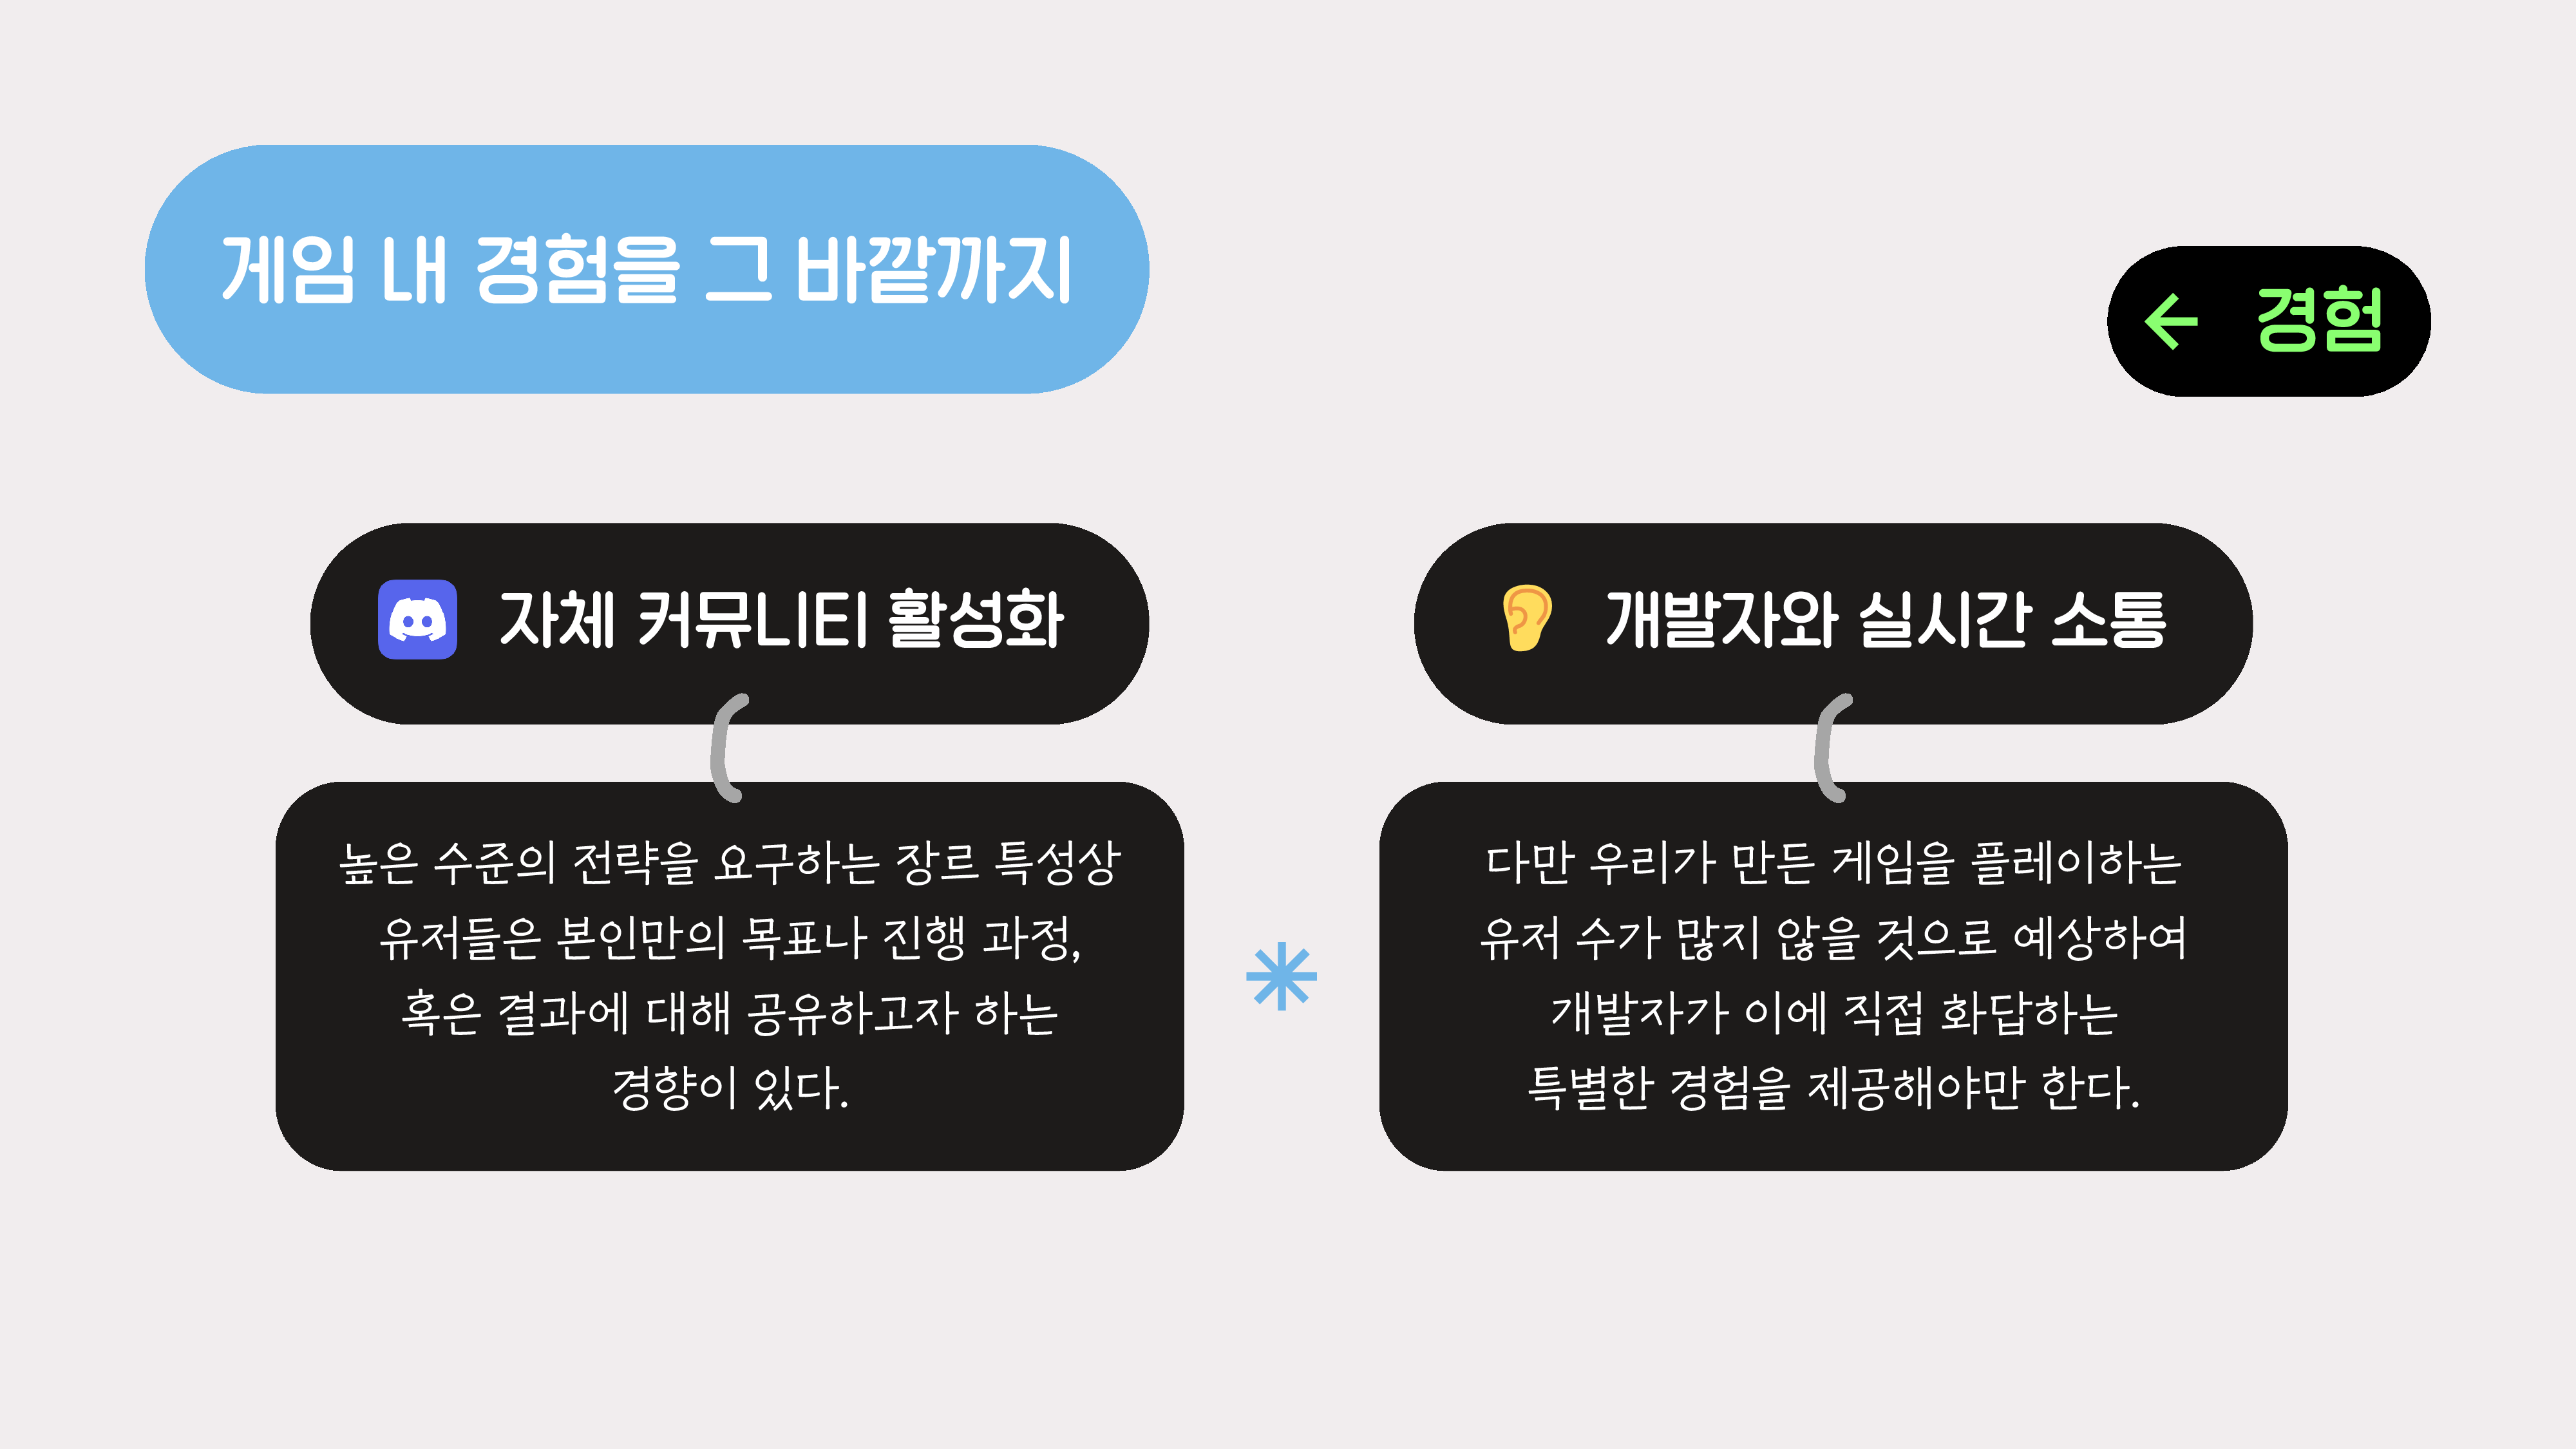 게임 내 경험을 그 바깥까지
← 경험
자체 커뮤니티 활성화
높은 수준의 전략을 요구하는 장르 특성상
유저들은 본인만의 목표나 진행 과정,
혹은 결과에 대해 공유하고자 하는
경향이 있다.
개발자와 실시간 소통
다만 우리가 만든 게임을 플레이하는
유저 수가 많지 않을 것으로 예상하여
개발자가 이에 직접 화답하는
특별한 경험을 제공해야만 한다.